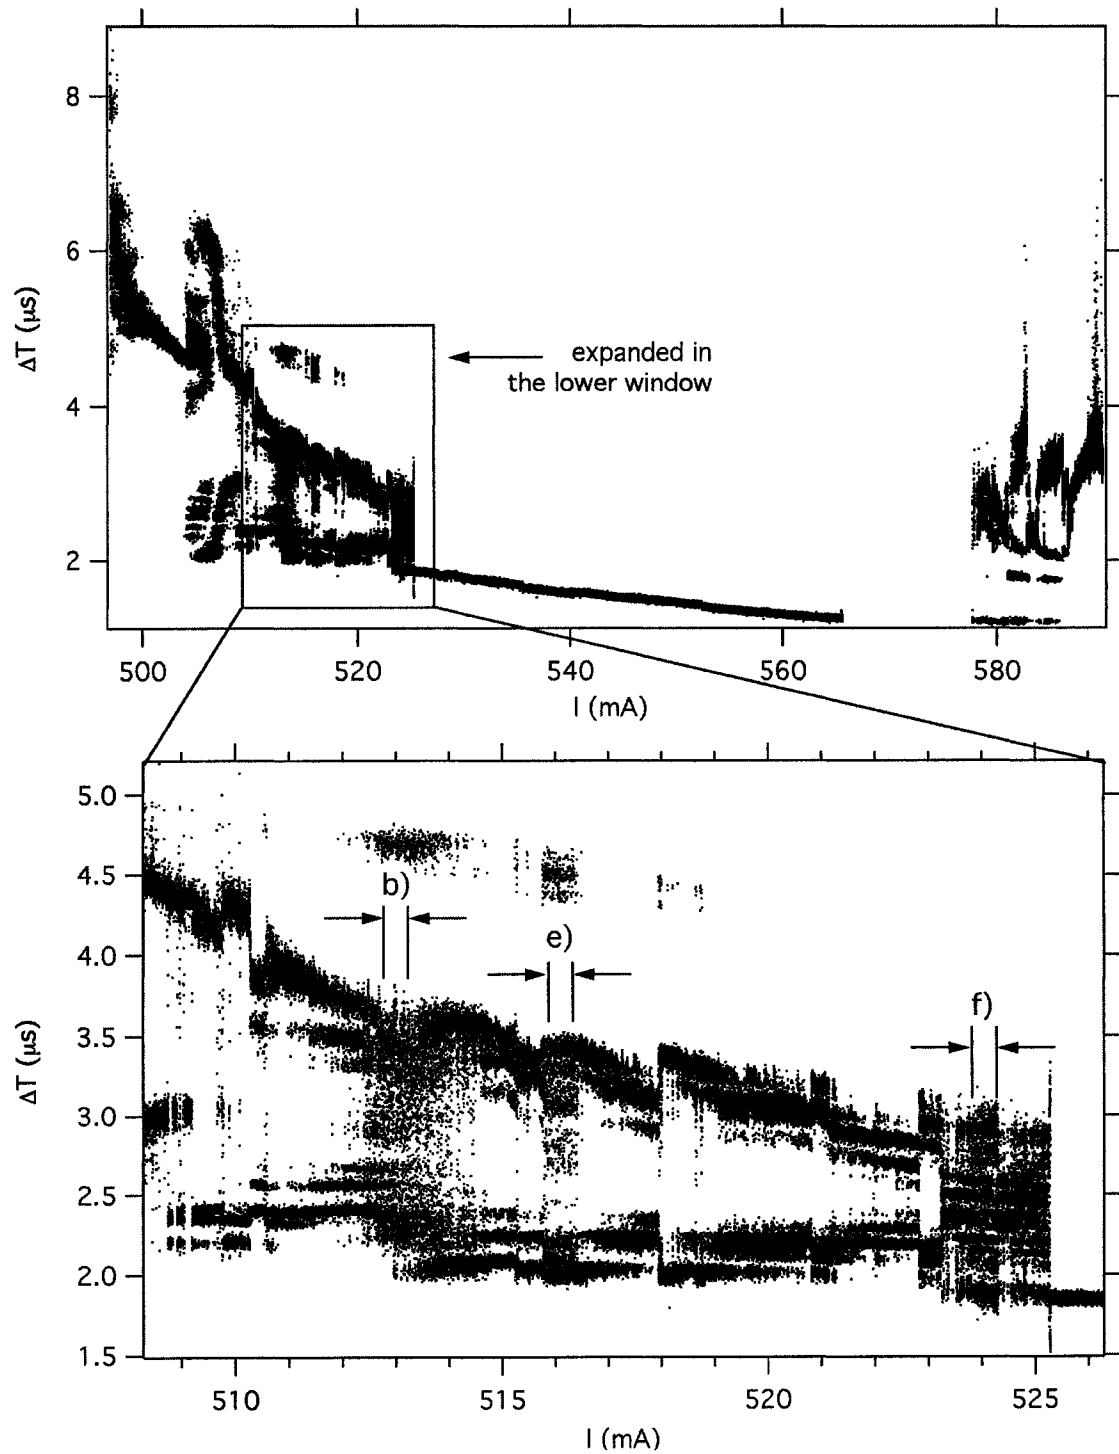 8
6
ΔT (µs)
expanded in
the lower window
4
2
500 520 540 560 580
I (mA)
5.0
4.5
b)
e)
4.0
f)
3.5
ΔT (µs)
3.0
2.5
2.0
1.5
510 515 520 525
I (mA)